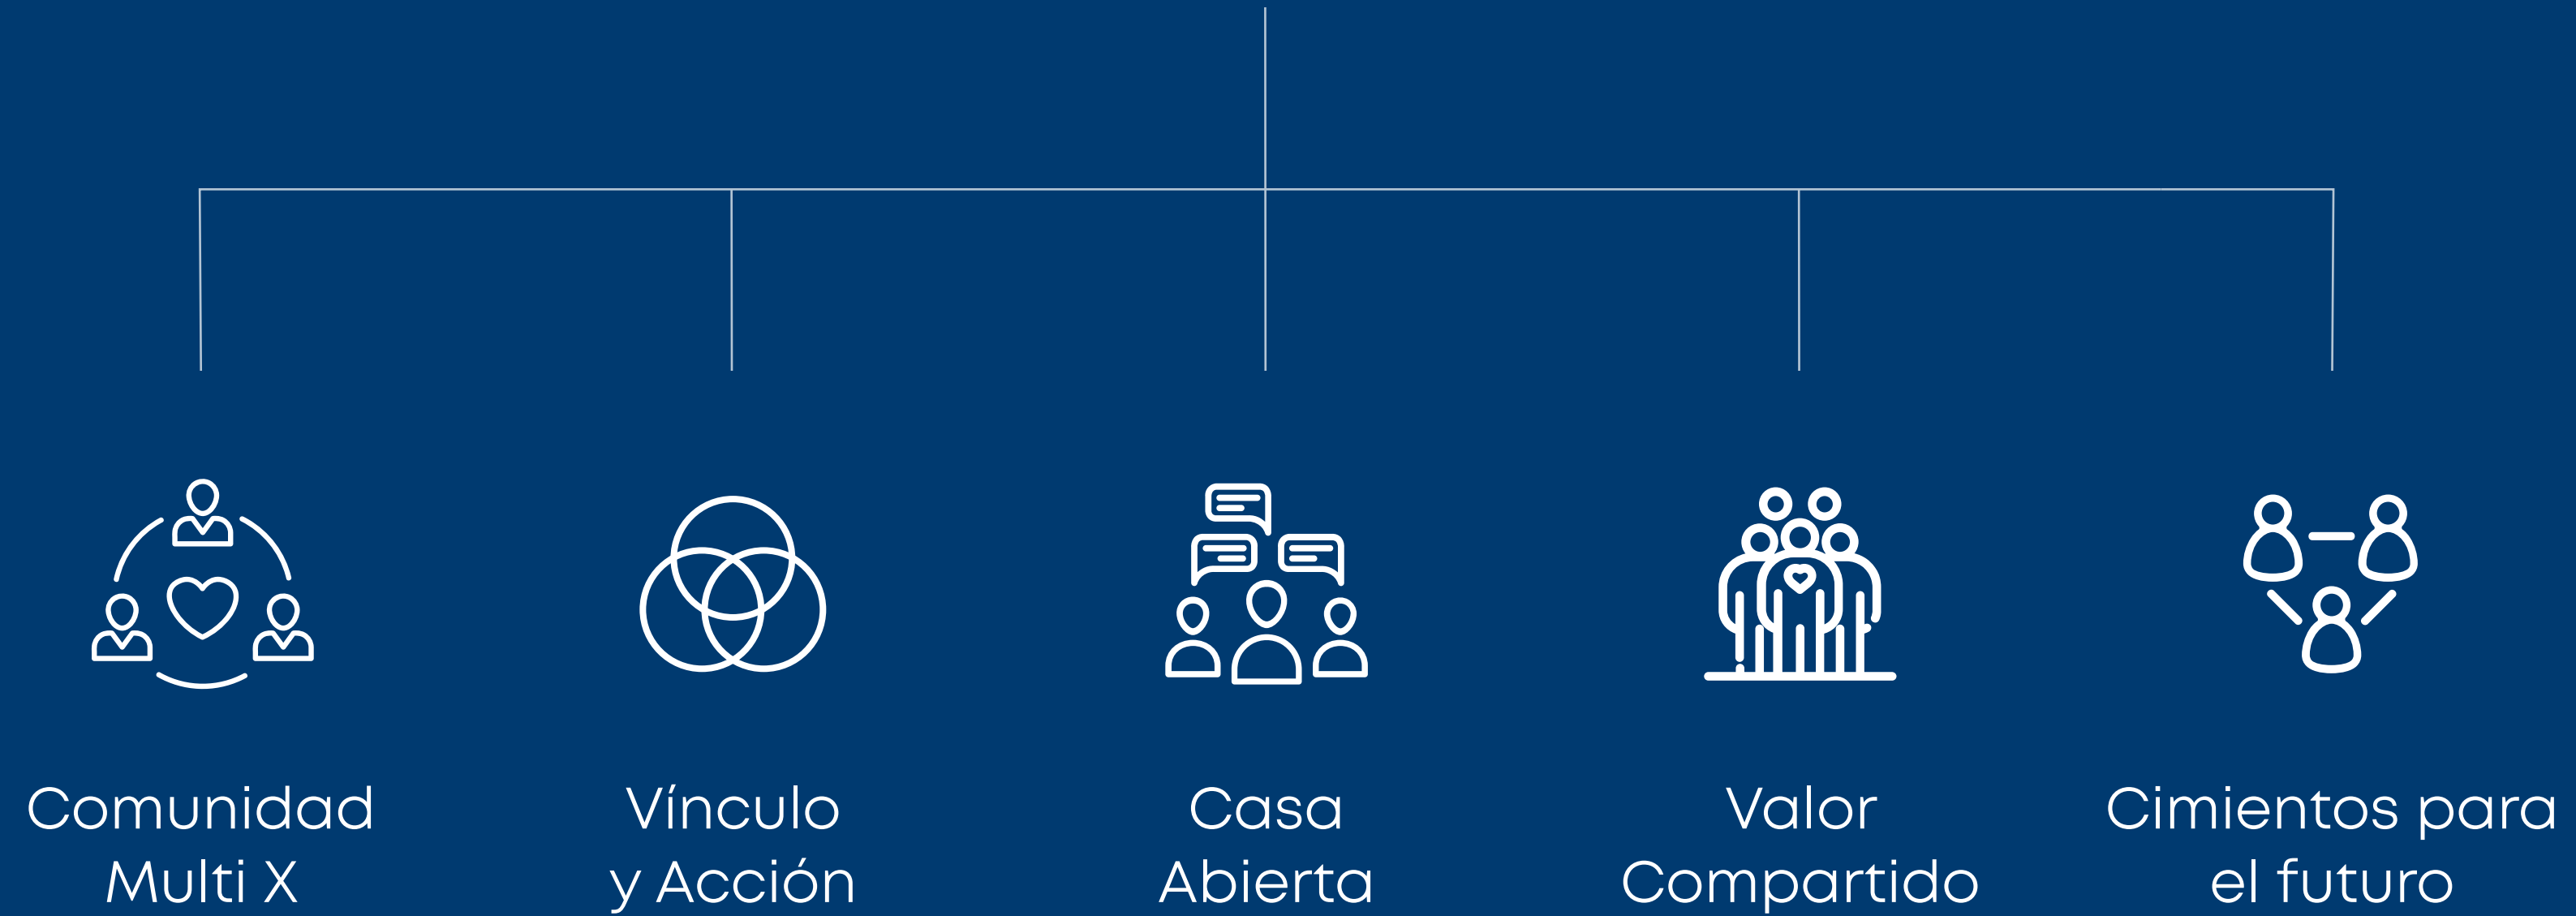 Comunidad
Multi X
Vínculo
y Acción
Casa
Abierta
Valor
Compartido
Cimientos para
el futuro